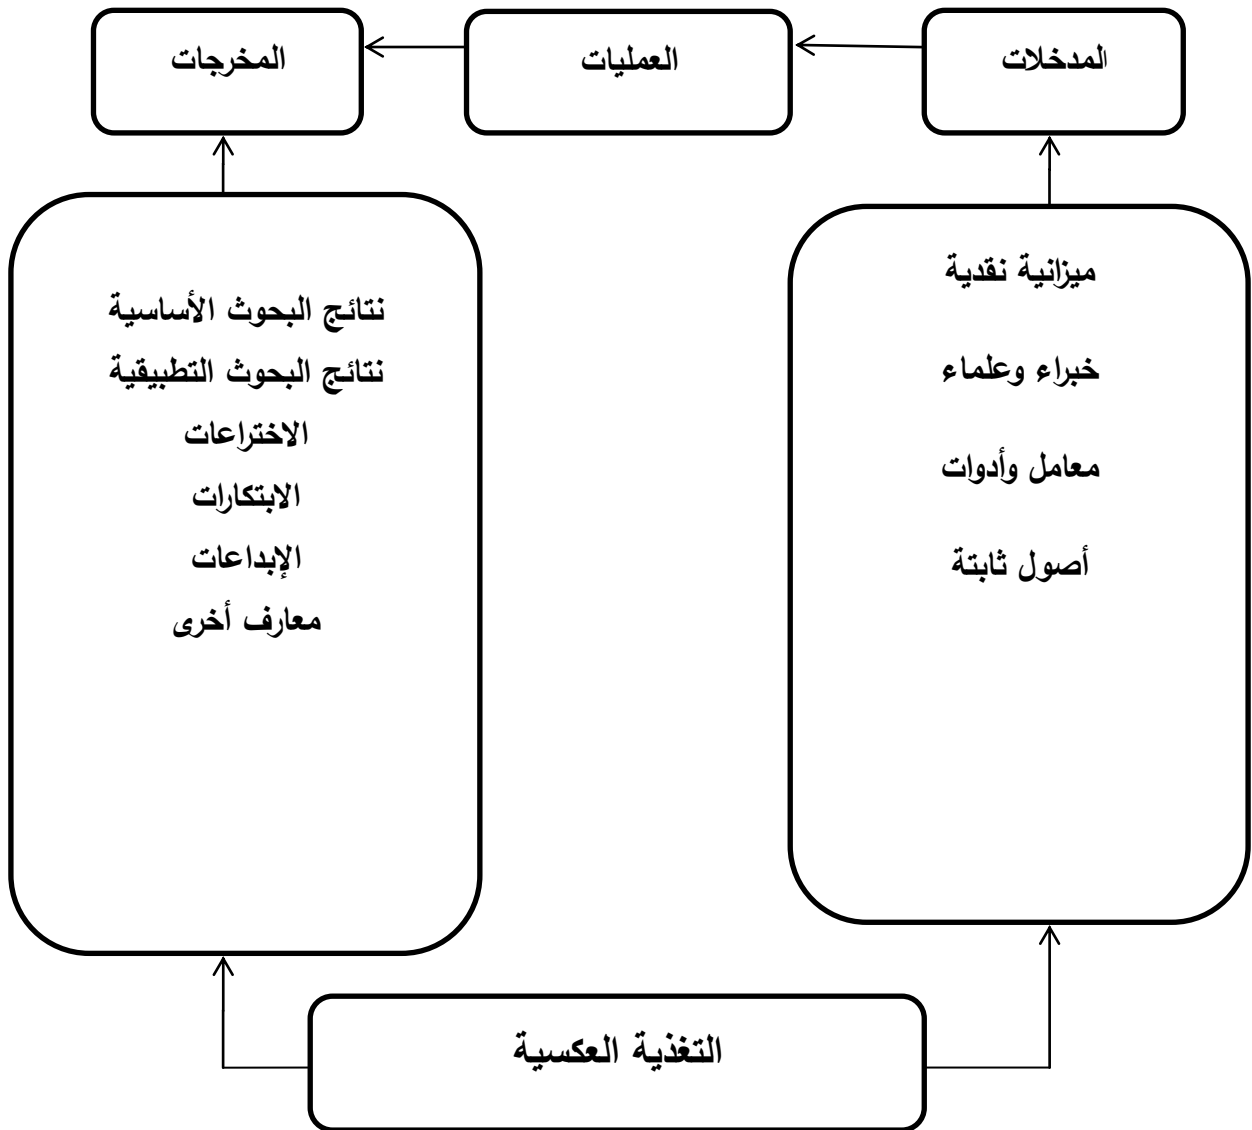 المدخلات
العمليات
المخرجات
ميزانية نقدية
خبراء وعلماء
معامل وأدوات
أصول ثابتة
نتائج البحوث الأساسية
نتائج البحوث التطبيقية
الاختراعات
الابتكارات
الإبداعات
معارف أخرى
التغذية العكسية